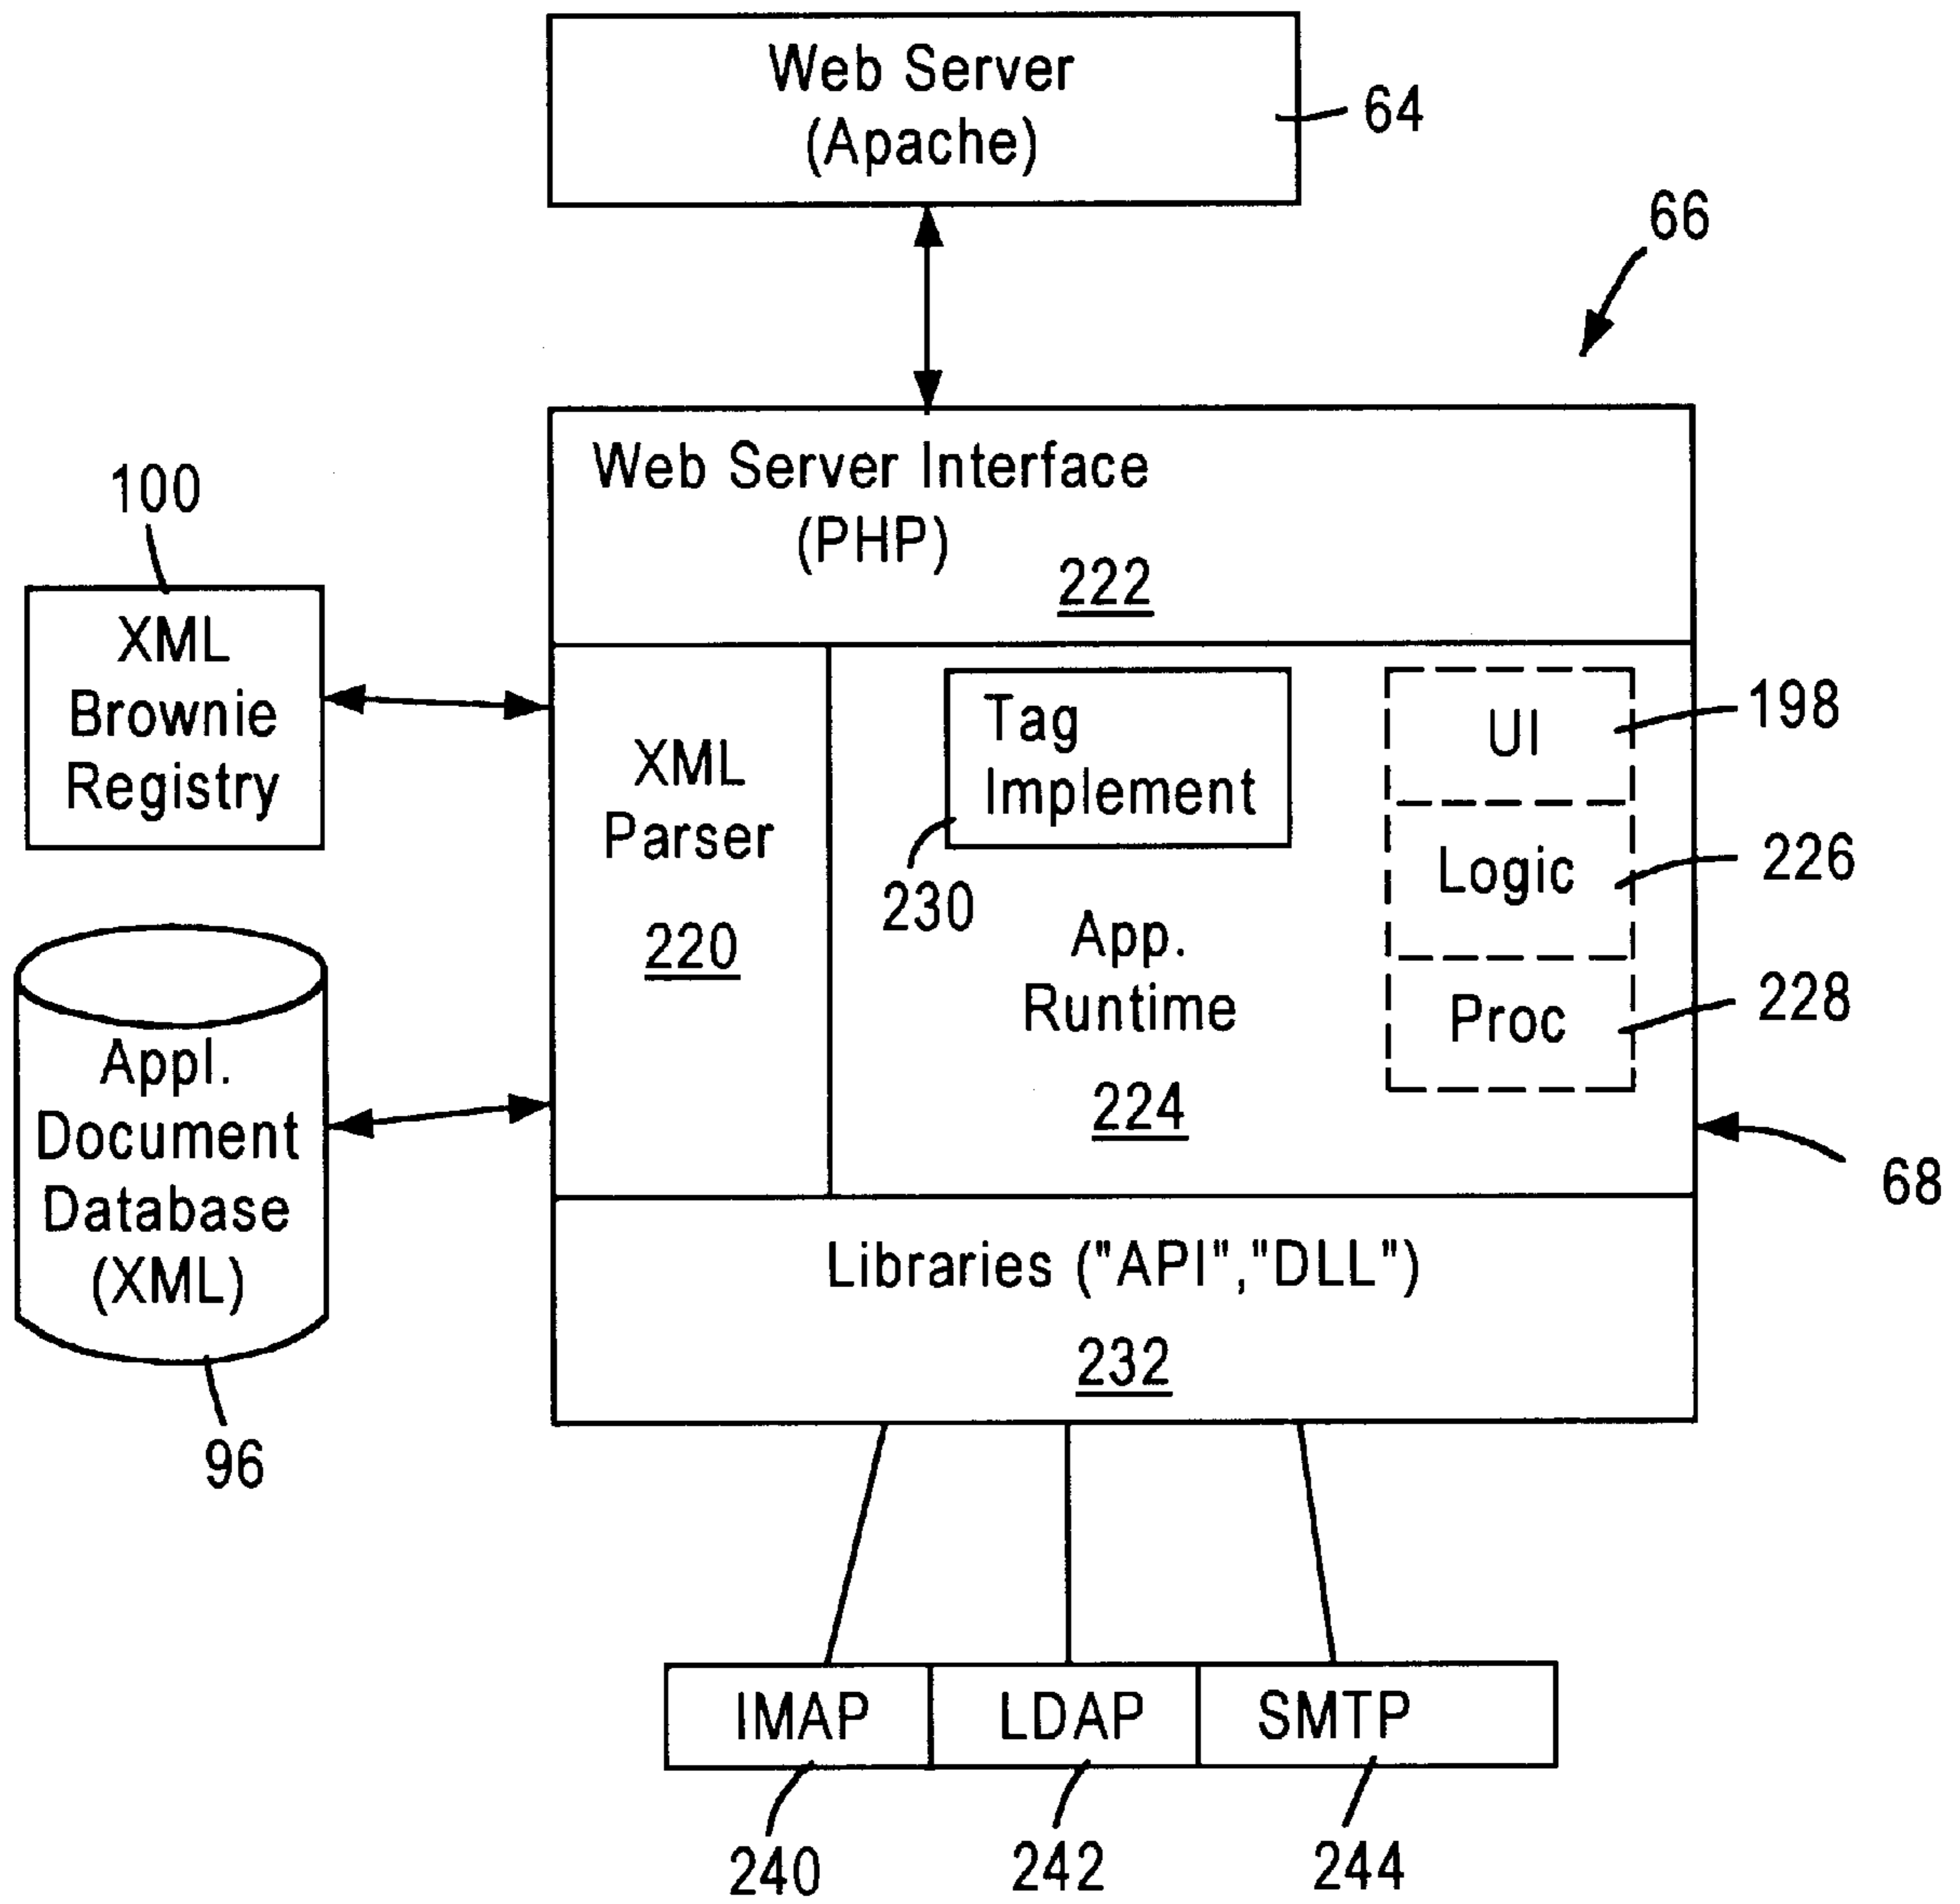 Web Server
(Apache)
64
66
Web Server Interface
(PHP)
222
100
XML
Brownie
Registry
XML
Parser
220
Tag
Implement
230
App.
Runtime
224
UI
198
Logic
226
Proc
228
68
Appl.
Document
Database
(XML)
96
Libraries ("API","DLL")
232
IMAP
LDAP
SMTP
240
242
244